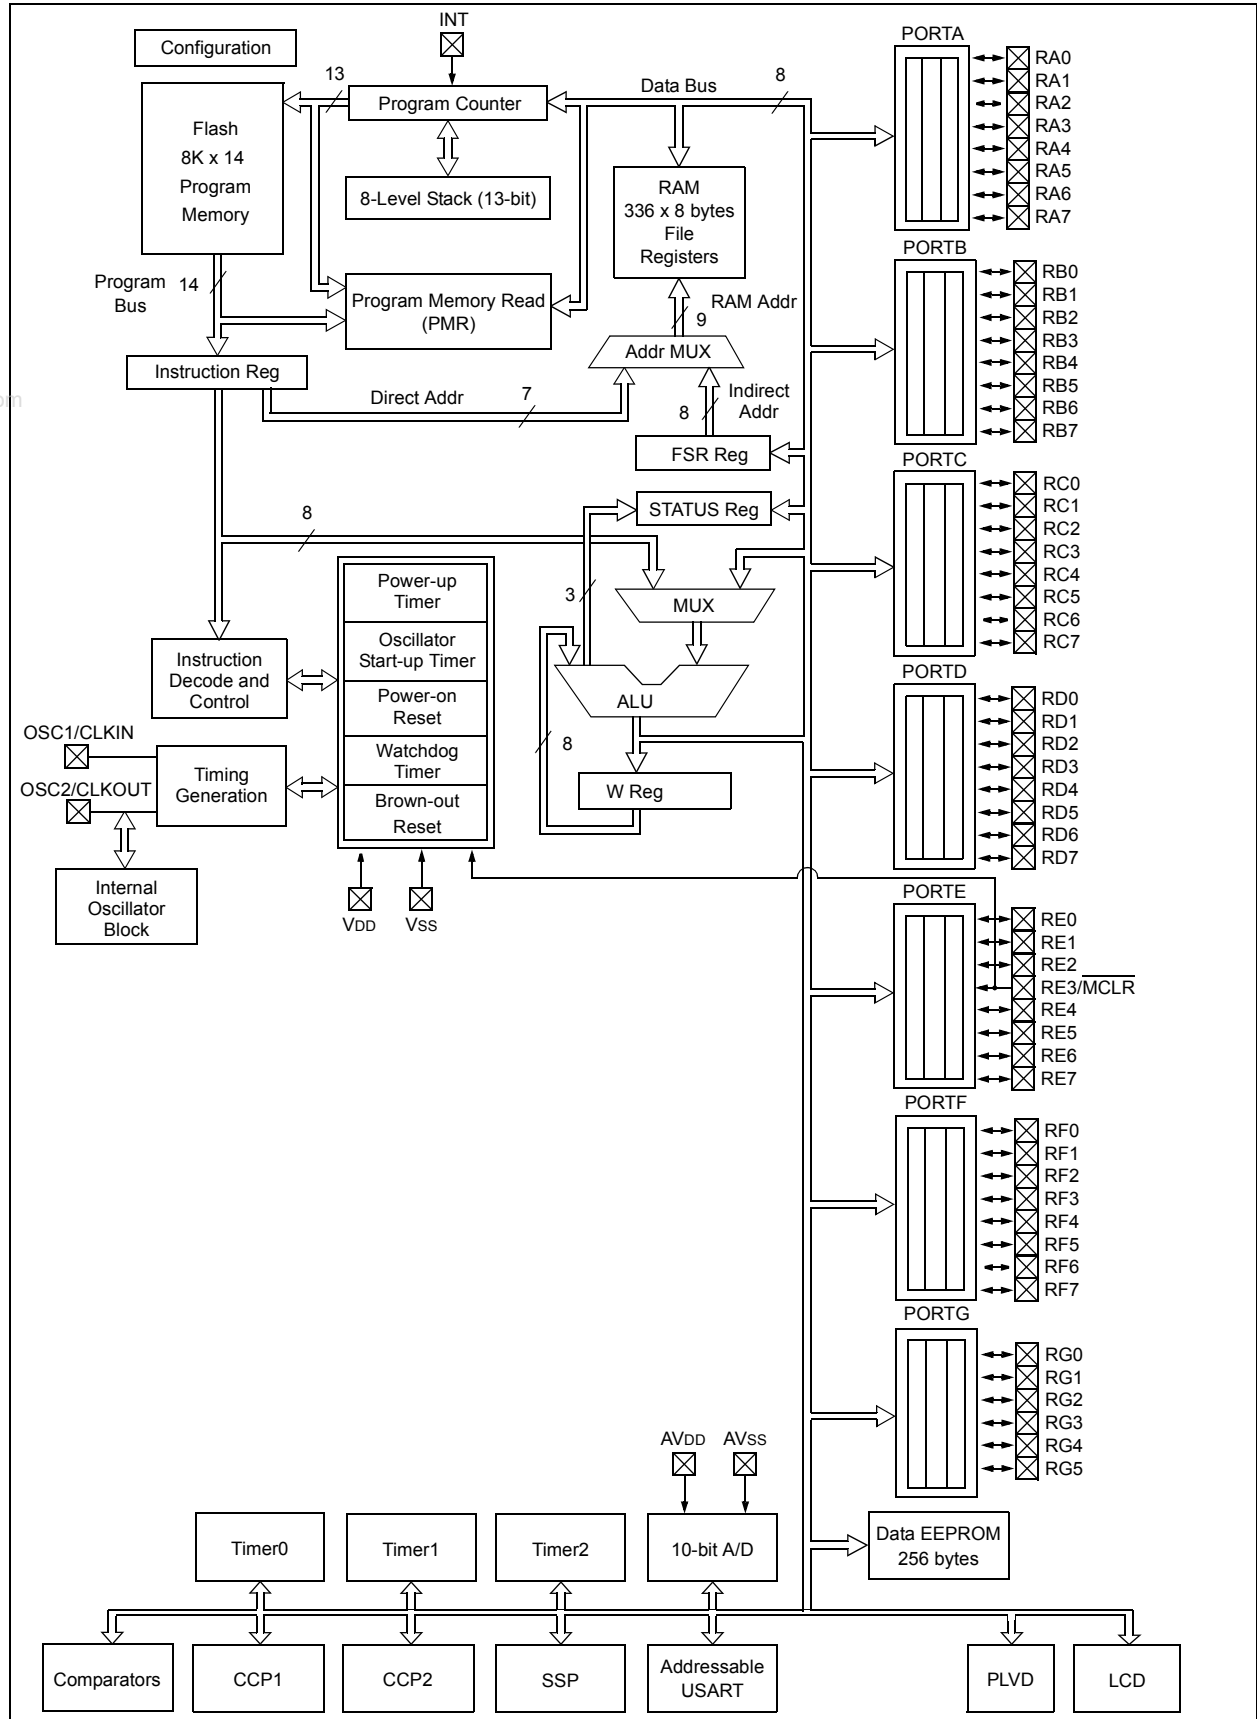 INT
Configuration
13
Program Counter
Data Bus
8
Flash
8K x 14
Program
Memory
8-Level Stack (13-bit)
RAM
336 x 8 bytes
File
Registers
Program
Bus
14
Program Memory Read
(PMR)
RAM Addr
9
Addr MUX
Instruction Reg
om
Direct Addr
7
Indirect
Addr
8
FSR Reg
STATUS Reg
8
3
MUX
Power-up
Timer
Oscillator
Start-up Timer
Power-on
Reset
Watchdog
Timer
Brown-out
Reset
Instruction
Decode and
Control
ALU
8
W Reg
OSC1/CLKIN
OSC2/CLKOUT
Timing
Generation
Internal
Oscillator
Block
VDD
VSS
PORTA
RA0
RA1
RA2
RA3
RA4
RA5
RA6
RA7
PORTB
RB0
RB1
RB2
RB3
RB4
RB5
RB6
RB7
PORTC
RC0
RC1
RC2
RC3
RC4
RC5
RC6
RC7
PORTD
RD0
RD1
RD2
RD3
RD4
RD5
RD6
RD7
PORTE
RE0
RE1
RE2
RE3/MCLR
RE4
RE5
RE6
RE7
PORTF
RF0
RF1
RF2
RF3
RF4
RF5
RF6
RF7
PORTG
RG0
RG1
RG2
RG3
RG4
RG5
AVDD
AVSS
Timer0
Timer1
Timer2
10-bit A/D
Data EEPROM
256 bytes
Comparators
CCP1
CCP2
SSP
Addressable
USART
PLVD
LCD